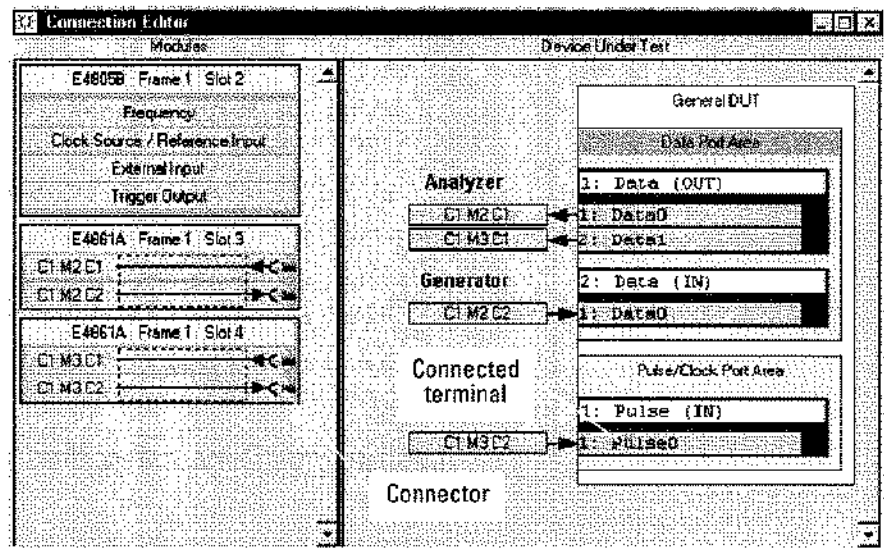 Connection Editor
Modules
Device Under Test
E4805B Frame 1 Slot 2
Frequency
Clock Source / Reference Input
External Input
Trigger Output
E4861A Frame 1 Slot 3
C1 M2 C1
C1 M2 C2
E4861A Frame 1 Slot 4
C1 M3 C1
C1 M3 C2
General DUT
Data Port Area
Analyzer
1: Data (OUT)
C1 M2 C1
1: Data0
C1 M3 C1
2: Data1
Generator
2: Data (IN)
C1 M2 C2
1: Data0
Connected
terminal
Pulse/Clock Port Area
1: Pulse (IN)
C1 M3 C2
1: Pulse0
Connector